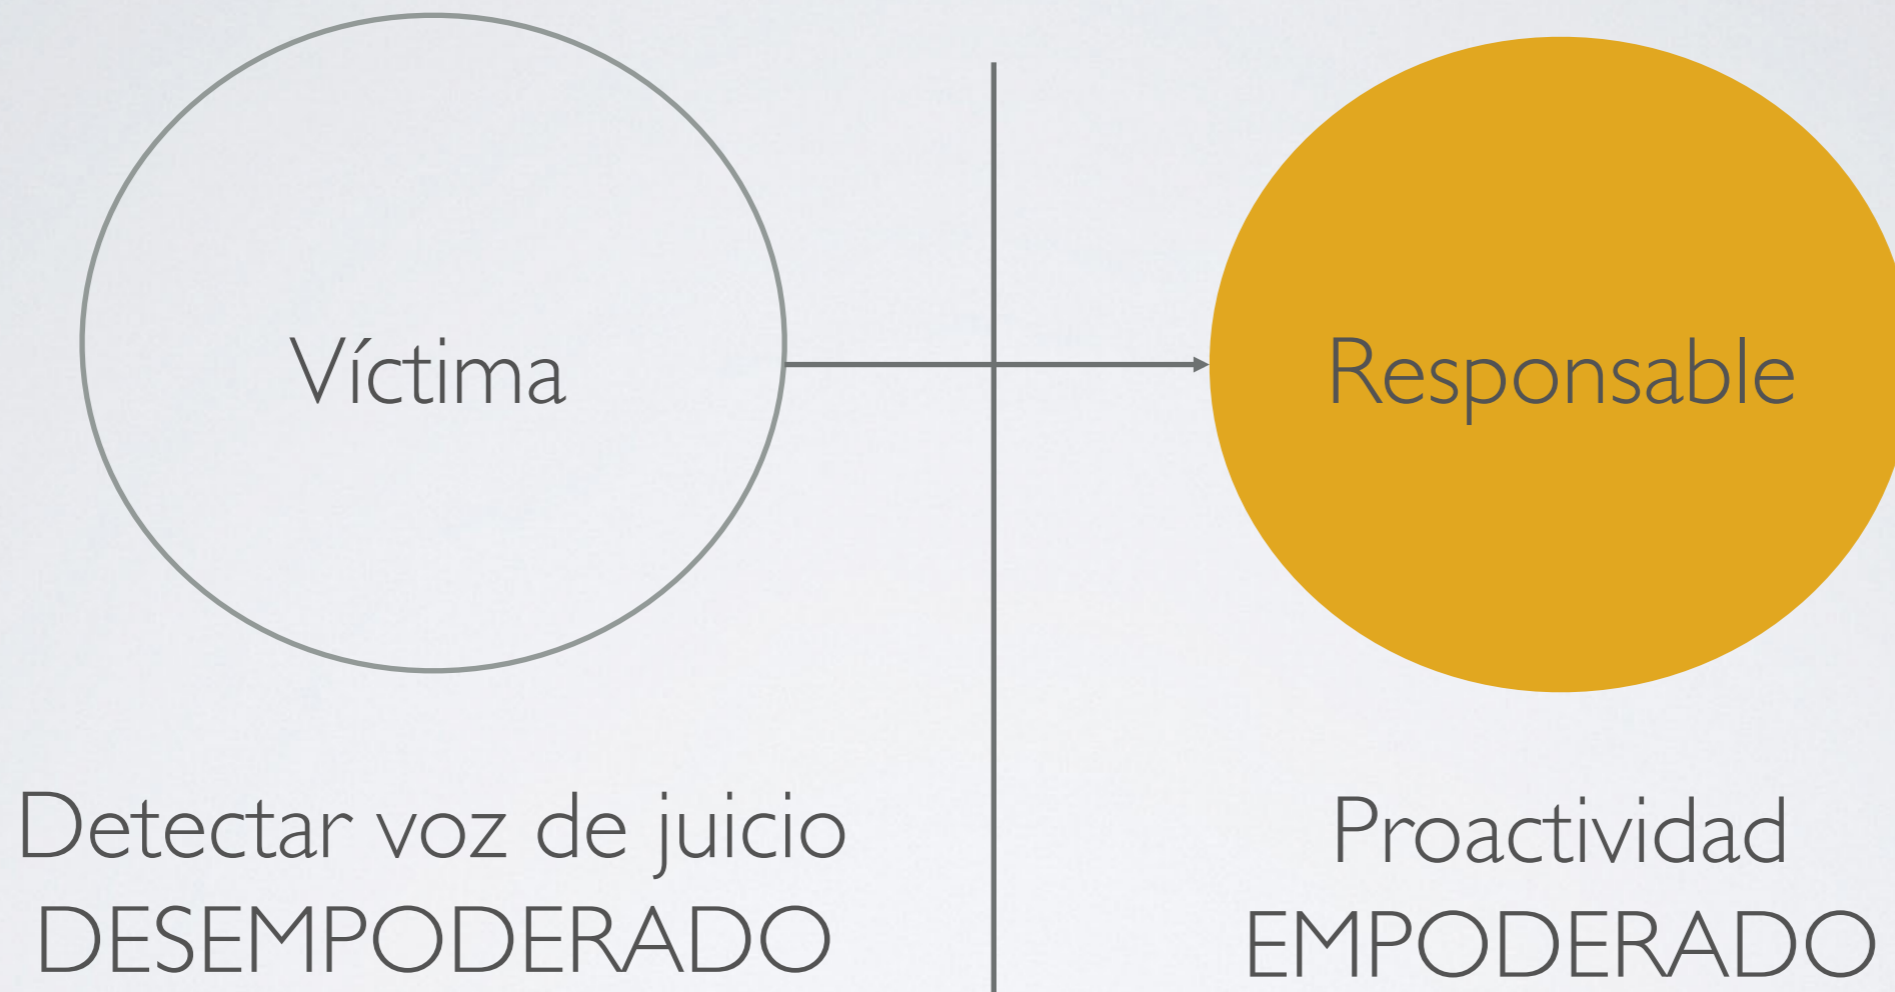 Víctima
Responsable
Detectar voz de juicio
DESEMPODERADO
Proactividad
EMPODERADO